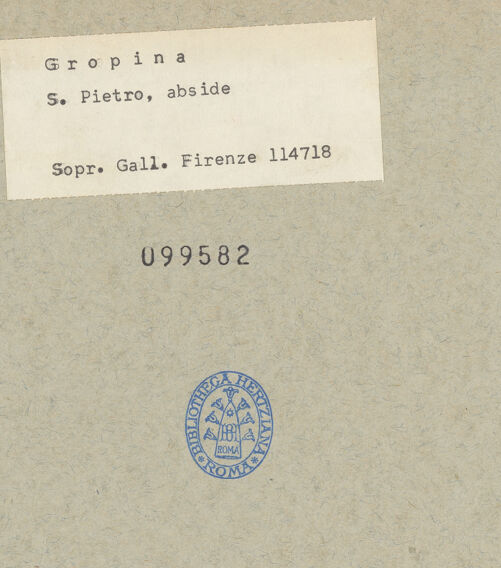 Gropina
S. Pietro, abside
Sopr. Gall. Firenze 114718
099582
BIBLIOTHECA HERTZIANA
ROMA
* ROMA *